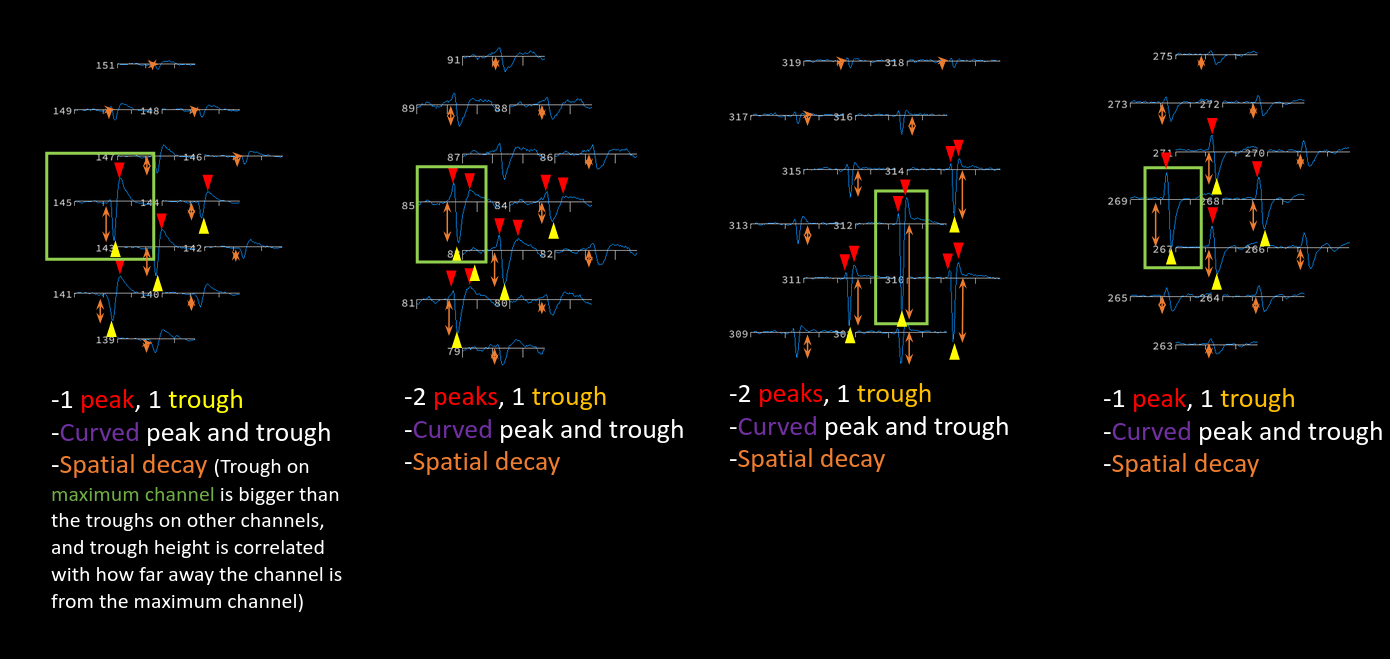 151
149 148
147 146
145 144
143 142
141 140
139
-1 peak, 1 trough
-Curved peak and trough
-Spatial decay (Trough on
maximum channel is bigger than
the troughs on other channels,
and trough height is correlated
with how far away the channel is
from the maximum channel)
91
89 88
87 86
85 84
82
81 80
79
-2 peaks, 1 trough
-Curved peak and trough
-Spatial decay
319 318
317 316
315 314
313 312
311 310
309
-2 peaks, 1 trough
-Curved peak and trough
-Spatial decay
275
273 272
271 270
269 268
267 266
265 264
263
-1 peak, 1 trough
-Curved peak and trough
-Spatial decay